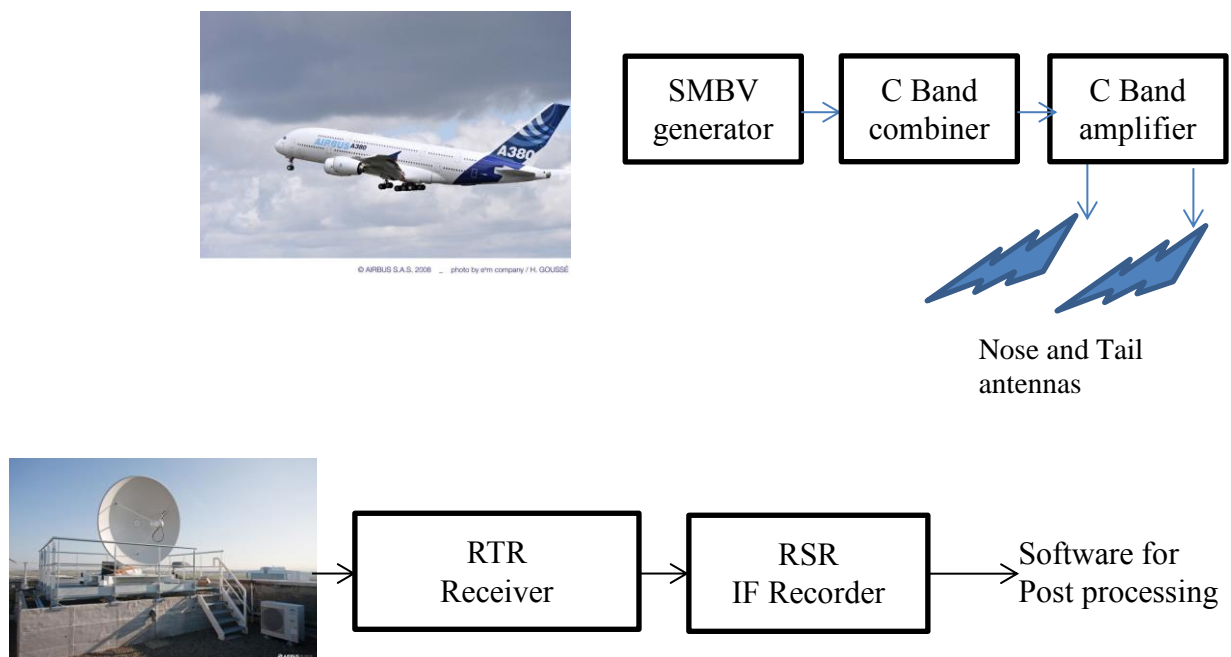 AIRBUS A380
A380
© AIRBUS S.A.S. 2008 _ photo by e*m company / H. GOUSSÉ
SMBV
generator
C Band
combiner
C Band
amplifier
Nose and Tail
antennas
RTR
Receiver
RSR
IF Recorder
Software for
Post processing